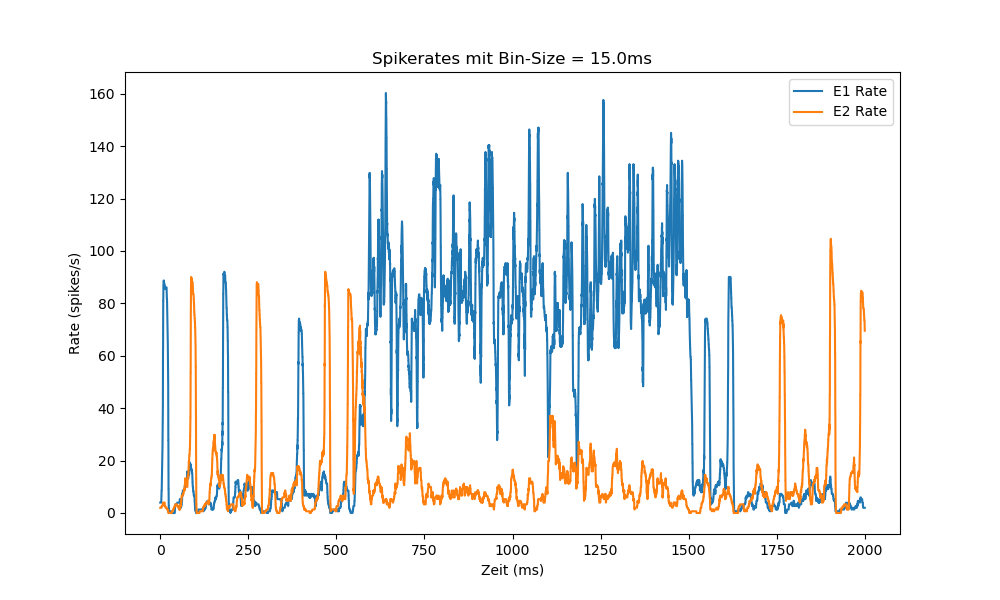 Spikerates mit Bin-Size = 15.0ms
E1 Rate
E2 Rate
160
140
120
100
80
60
40
20
0
Rate (spikes/s)
0 250 500 750 1000 1250 1500 1750 2000
Zeit (ms)